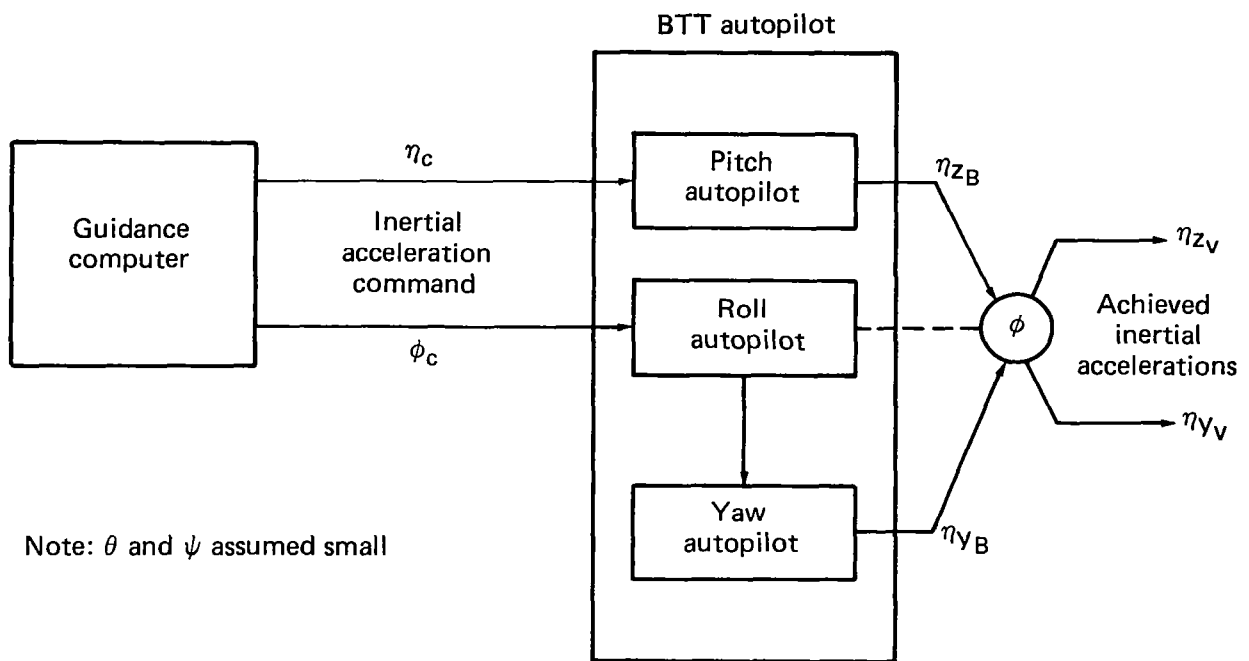 BTT autopilot
Guidance
computer
η_c
Inertial
acceleration
command
ϕ_c
Pitch
autopilot
Roll
autopilot
Yaw
autopilot
η_{z_B}
η_{y_B}
ϕ
η_{z_v}
Achieved
inertial
accelerations
η_{y_v}
Note: θ and ψ assumed small